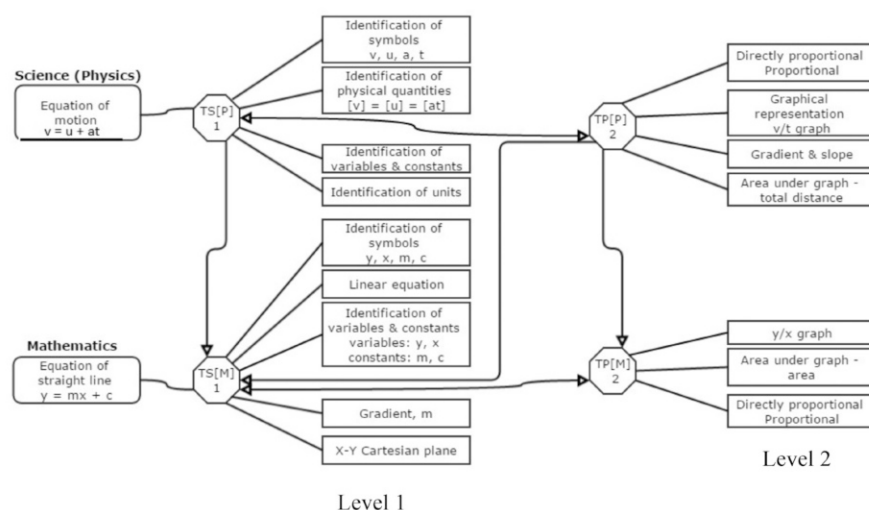 Science (Physics)
Equation of
motion
v = u + at
TS[P]
1
Identification of
symbols
v, u, a, t
Identification of
physical quantities
[v] = [u] = [at]
Identification of
variables & constants
Identification of units
TP[P]
2
Directly proportional
Proportional
Graphical
representation
v/t graph
Gradient & slope
Area under graph -
total distance
Mathematics
Equation of
straight line
y = mx + c
TS[M]
1
Identification of
symbols
y, x, m, c
Linear equation
Identification of
variables & constants
variables: y, x
constants: m, c
Gradient, m
X-Y Cartesian plane
TP[M]
2
y/x graph
Area under graph -
area
Directly proportional
Proportional
Level 1
Level 2